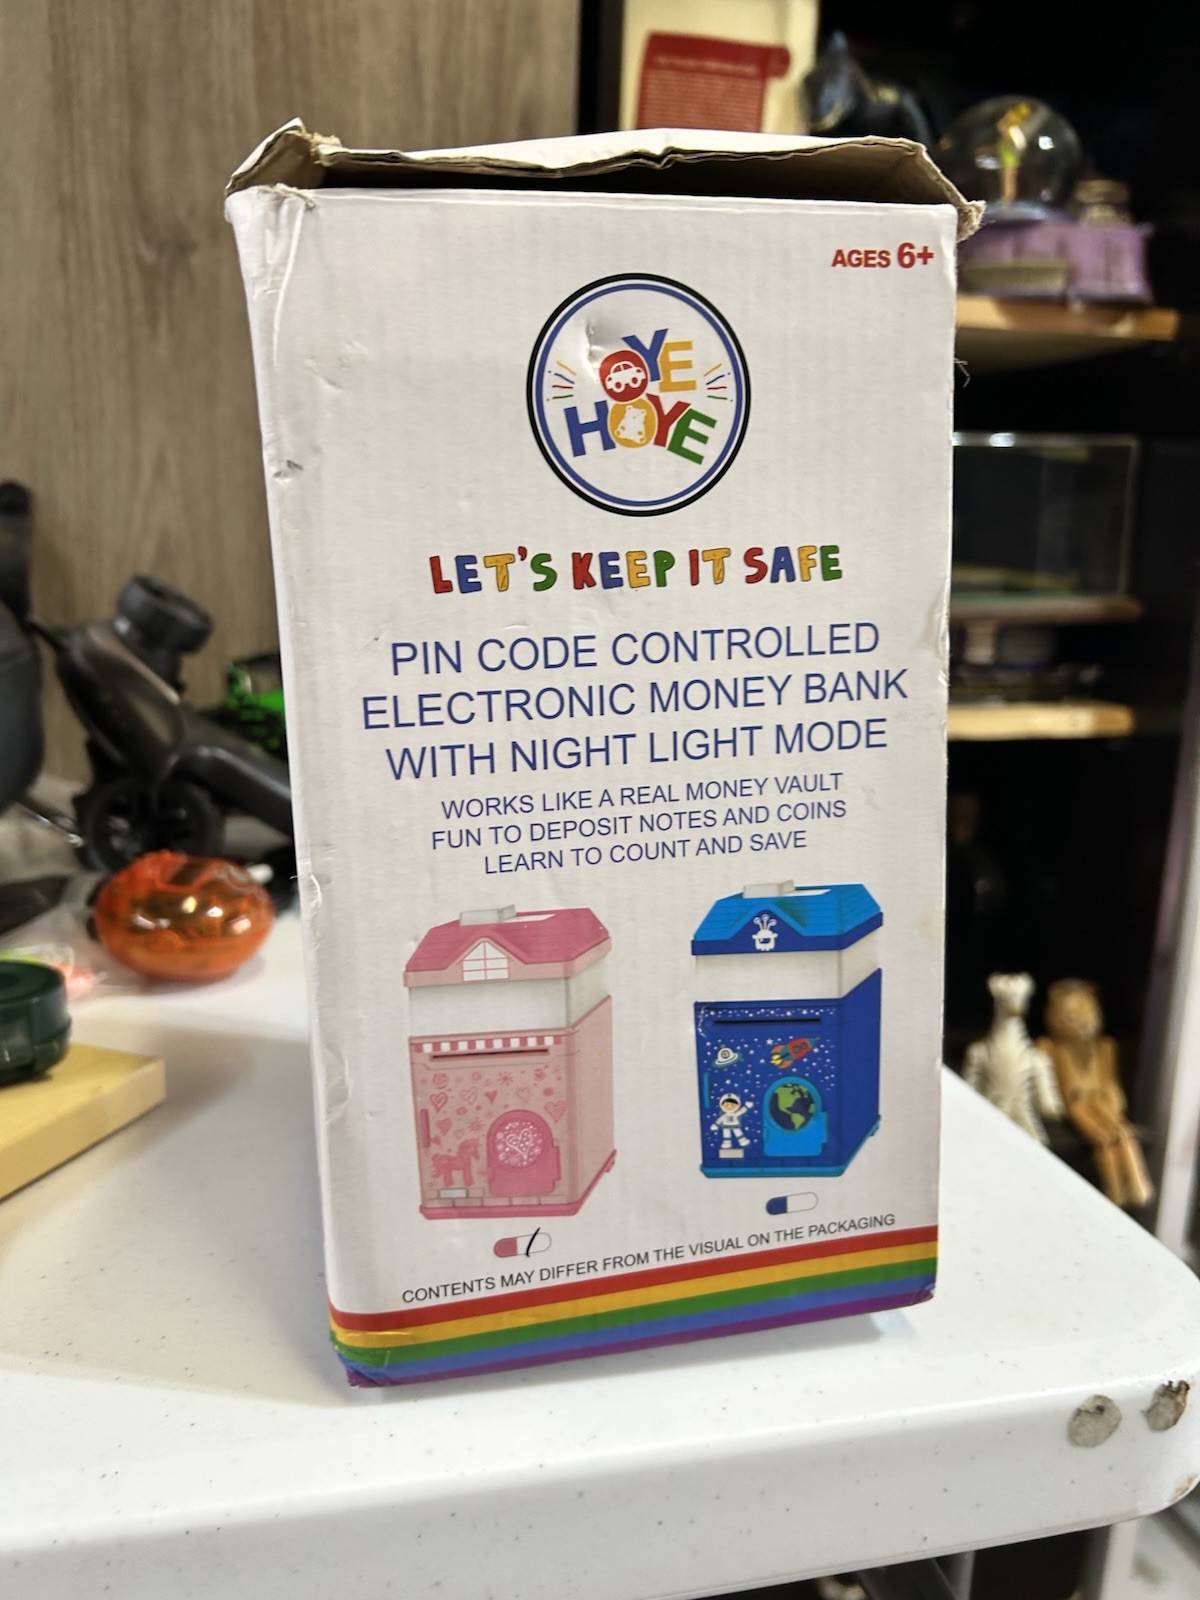 AGES 6+
OYE
HOYE
LET'S KEEP IT SAFE
PIN CODE CONTROLLED
ELECTRONIC MONEY BANK
WITH NIGHT LIGHT MODE
WORKS LIKE A REAL MONEY VAULT
FUN TO DEPOSIT NOTES AND COINS
LEARN TO COUNT AND SAVE
CONTENTS MAY DIFFER FROM THE VISUAL ON THE PACKAGING